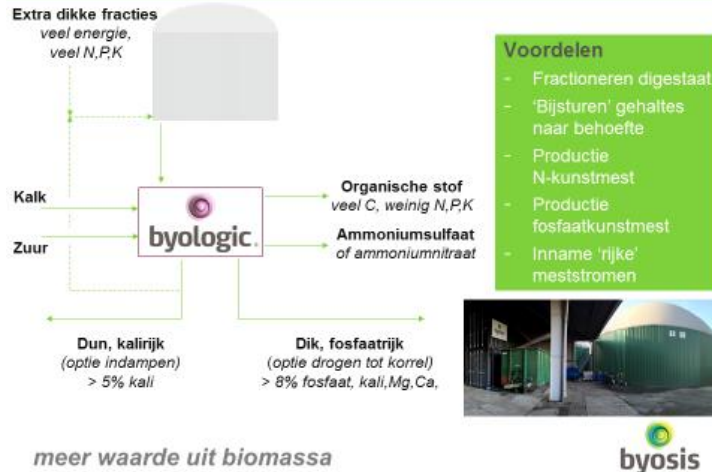 Extra dikke fracties
veel energie,
veel N,P,K
Kalk
Zuur
byologic.
Organische stof
veel C, weinig N,P,K
Ammoniumsulfaat
of ammoniumnitraat
Dun, kalirijk
(optie indampen)
> 5% kali
Dik, fosfaatrijk
(optie drogen tot korrel)
> 8% fosfaat, kali,Mg,Ca,
Voordelen
- Fractioneren digestaat
- ‘Bijsturen’ gehaltes
naar behoefte
- Productie
N-kunstmest
- Productie
fosfaatkunstmest
- Inname ‘rijke’
meststromen
meer waarde uit biomassa
byosis